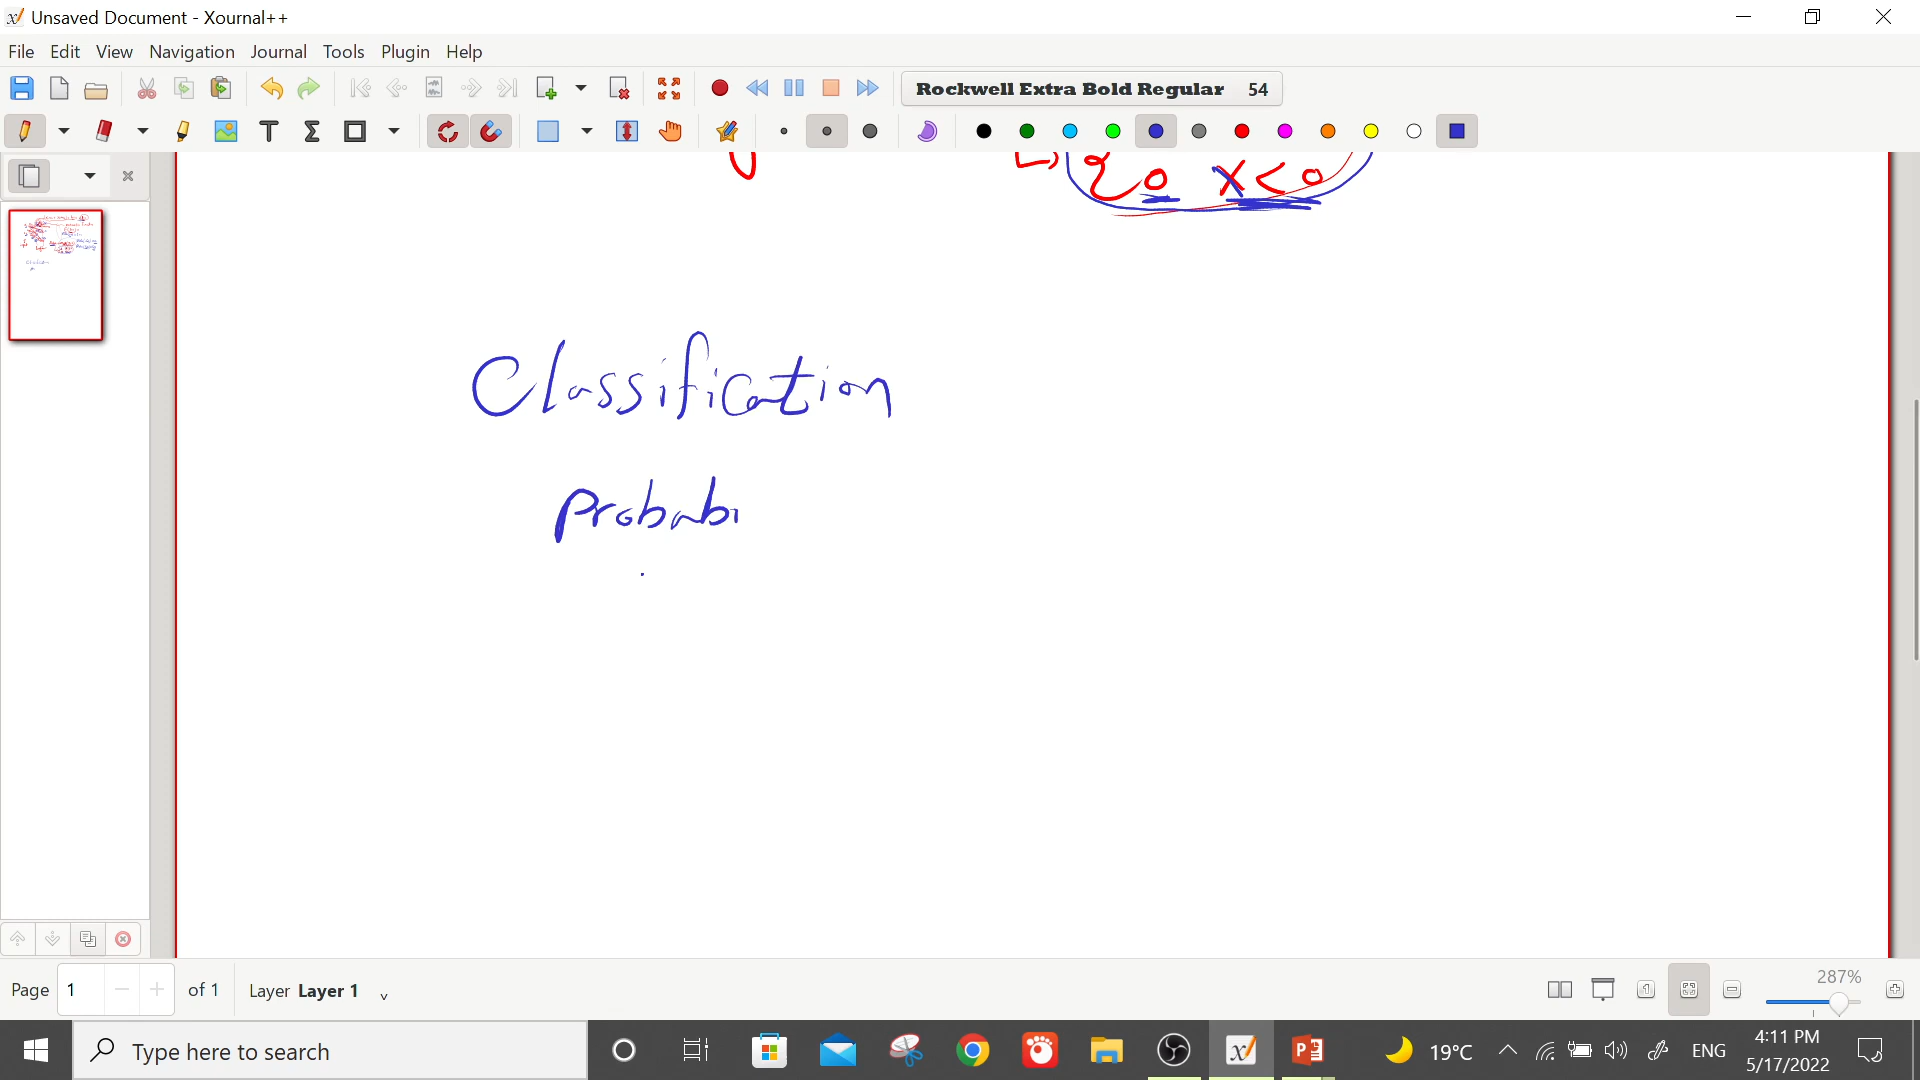 Unsaved Document - Xournal++
File Edit View Navigation Journal Tools Plugin Help
Rockwell Extra Bold Regular 54
0 x < 0
Classification
Probabi
Page 1 of 1 Layer Layer 1
287%
Type here to search
19°C ENG 4:11 PM
5/17/2022